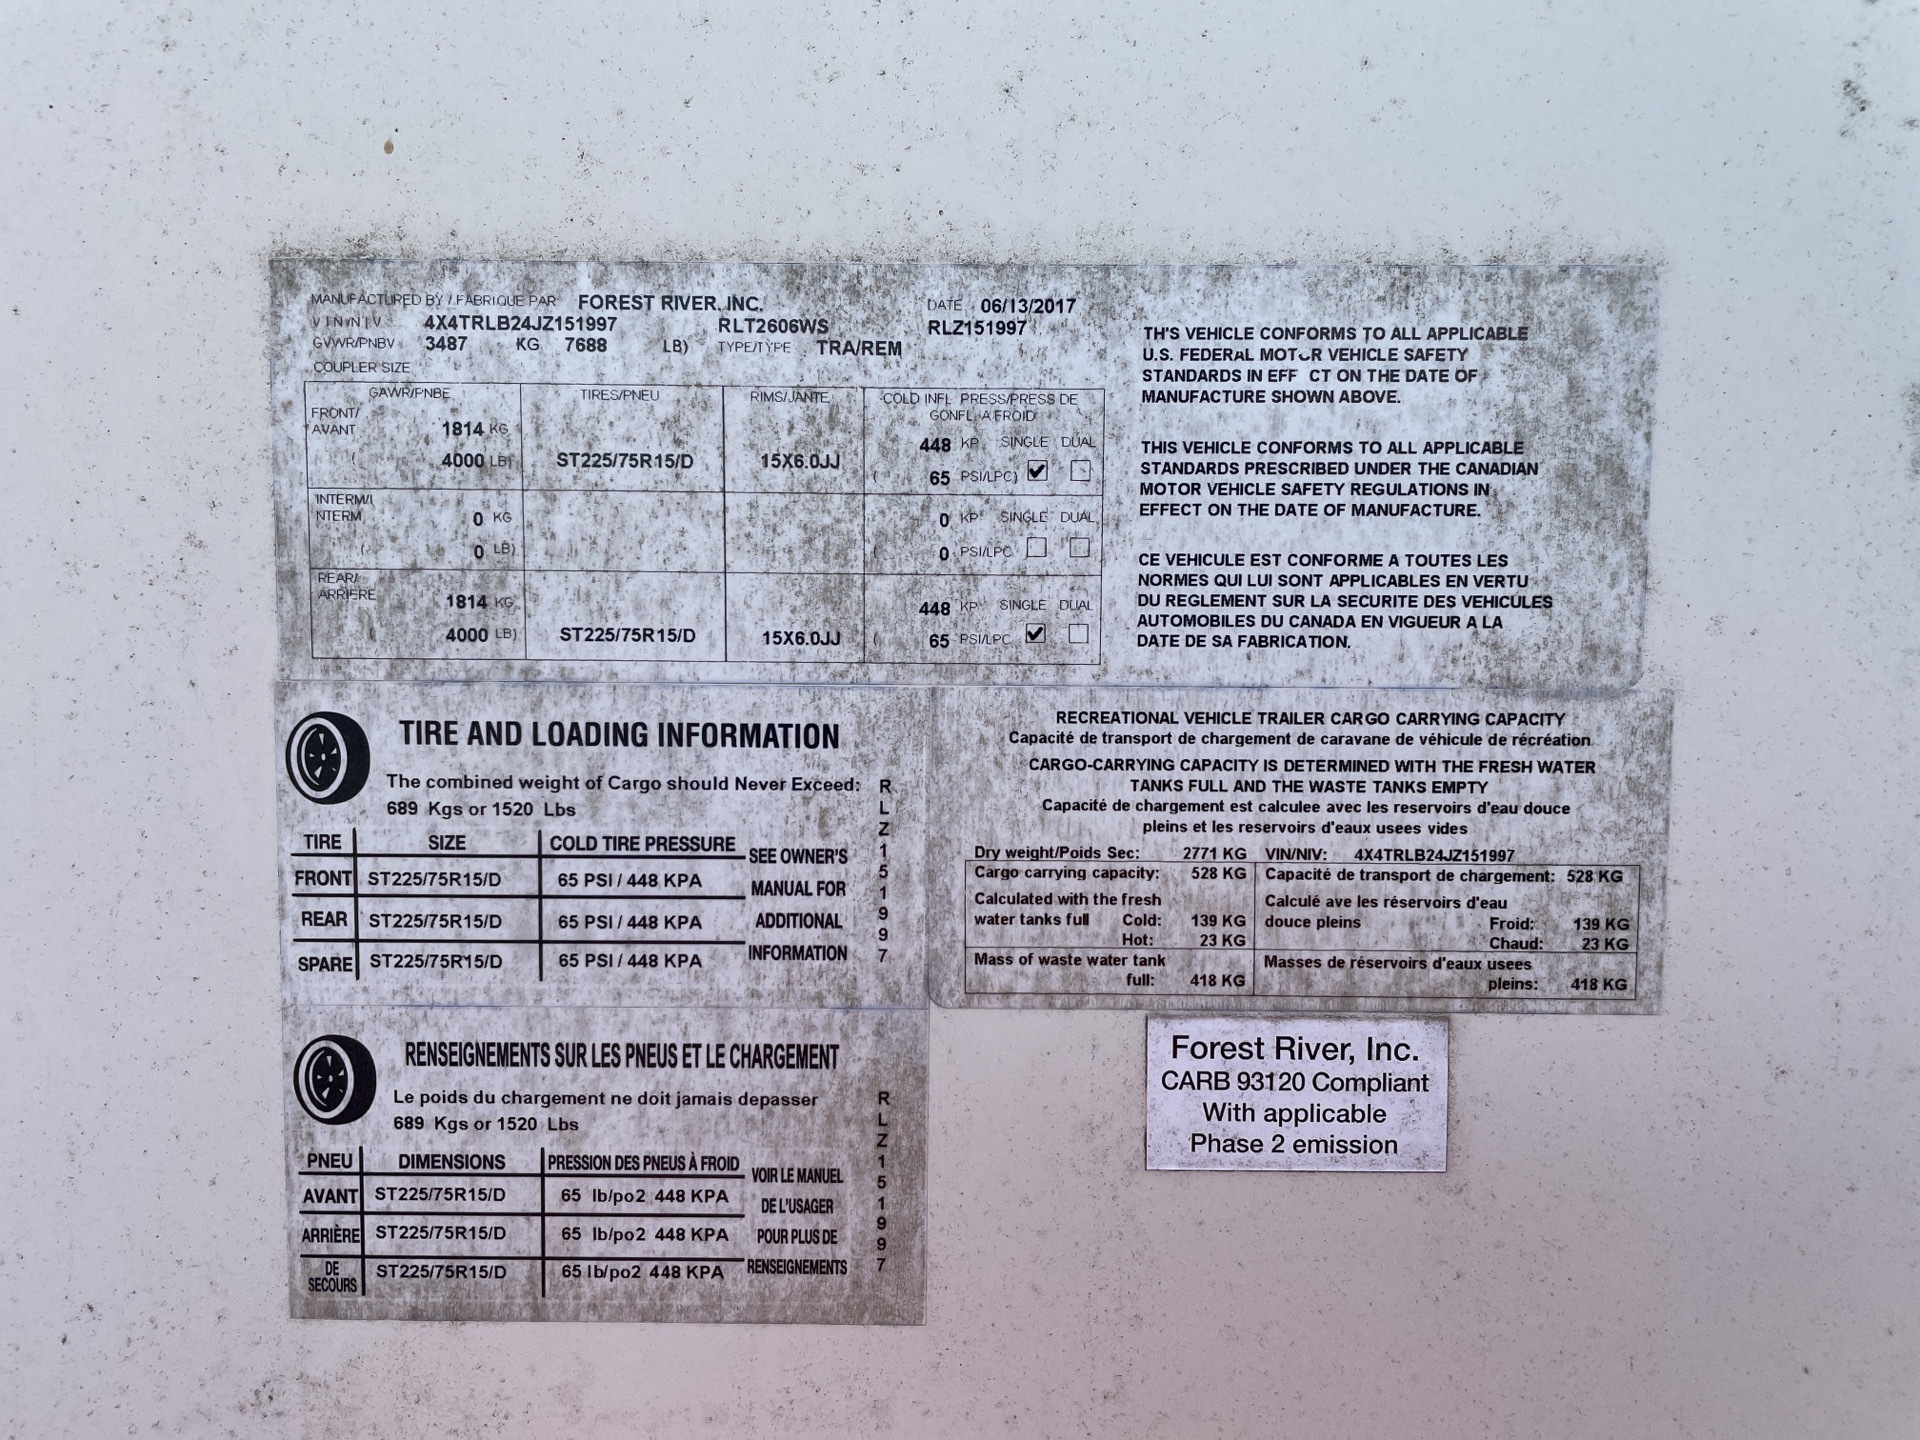 MANUFACTURED BY / FABRIQUE PAR FOREST RIVER, INC. DATE 06/13/2017
V I N /N I V 4X4TRLB24JZ151997 RLT2606WS RLZ151997
GVWR/PNBV 3487 KG 7688 LB) TYPE/TYPE TRA/REM
COUPLER SIZE
GAWR/PNBE TIRES/PNEU RIMS/JANTE COLD INFL PRESS/PRESS DE
GONFL A FROID
FRONT/
AVANT 1814 KG 448 KP SINGLE DUAL
( 4000 LB) ST225/75R15/D 15X6.0JJ ( 65 PSI/LPC)
INTERM/I
NTERM 0 KG 0 KP SINGLE DUAL
( 0 LB) ( 0 PSI/LPC
REAR/
ARRIERE 1814 KG 448 KP SINGLE DUAL
( 4000 LB) ST225/75R15/D 15X6.0JJ ( 65 PSI/LPC
TH'S VEHICLE CONFORMS TO ALL APPLICABLE
U.S. FEDERAL MOTOR VEHICLE SAFETY
STANDARDS IN EFF CT ON THE DATE OF
MANUFACTURE SHOWN ABOVE.
THIS VEHICLE CONFORMS TO ALL APPLICABLE
STANDARDS PRESCRIBED UNDER THE CANADIAN
MOTOR VEHICLE SAFETY REGULATIONS IN
EFFECT ON THE DATE OF MANUFACTURE.
CE VEHICULE EST CONFORME A TOUTES LES
NORMES QUI LUI SONT APPLICABLES EN VERTU
DU REGLEMENT SUR LA SECURITE DES VEHICULES
AUTOMOBILES DU CANADA EN VIGUEUR A LA
DATE DE SA FABRICATION.
TIRE AND LOADING INFORMATION
The combined weight of Cargo should Never Exceed:
689 Kgs or 1520 Lbs
TIRE SIZE COLD TIRE PRESSURE
FRONT ST225/75R15/D 65 PSI / 448 KPA
REAR ST225/75R15/D 65 PSI / 448 KPA
SPARE ST225/75R15/D 65 PSI / 448 KPA
SEE OWNER'S
MANUAL FOR
ADDITIONAL
INFORMATION
RLZ151997
RECREATIONAL VEHICLE TRAILER CARGO CARRYING CAPACITY
Capacité de transport de chargement de caravane de véhicule de récréation
CARGO-CARRYING CAPACITY IS DETERMINED WITH THE FRESH WATER
TANKS FULL AND THE WASTE TANKS EMPTY
Capacité de chargement est calculee avec les reservoirs d'eau douce
pleins et les reservoirs d'eaux usees vides
Dry weight/Poids Sec: 2771 KG VIN/NIV: 4X4TRLB24JZ151997
Cargo carrying capacity: 528 KG Capacité de transport de chargement: 528 KG
Calculated with the fresh Calculé ave les réservoirs d'eau
water tanks full Cold: 139 KG douce pleins Froid: 139 KG
Hot: 23 KG Chaud: 23 KG
Mass of waste water tank Masses de réservoirs d'eaux usees
full: 418 KG pleins: 418 KG
RENSEIGNEMENTS SUR LES PNEUS ET LE CHARGEMENT
Le poids du chargement ne doit jamais depasser
689 Kgs or 1520 Lbs
PNEU DIMENSIONS PRESSION DES PNEUS À FROID
AVANT ST225/75R15/D 65 lb/po2 448 KPA
ARRIÈRE ST225/75R15/D 65 lb/po2 448 KPA
DE
SECOURS ST225/75R15/D 65 lb/po2 448 KPA
VOIR LE MANUEL
DE L'USAGER
POUR PLUS DE
RENSEIGNEMENTS
RLZ151997
Forest River, Inc.
CARB 93120 Compliant
With applicable
Phase 2 emission